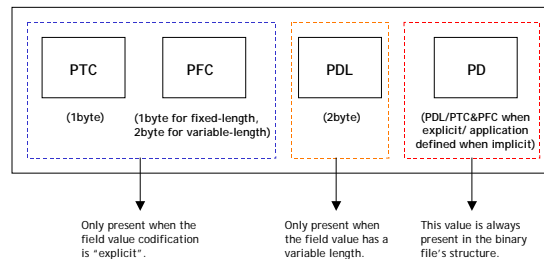 PTC
PFC
PDL
PD
(1byte)
(1byte for fixed-length,
2byte for variable-length)
(2byte)
(PDL/PTC&PFC when
explicit/ application
defined when implicit)
Only present when the
field value codification
is "explicit".
Only present when
the field value has a
variable length.
This value is always
present in the binary
file's structure.